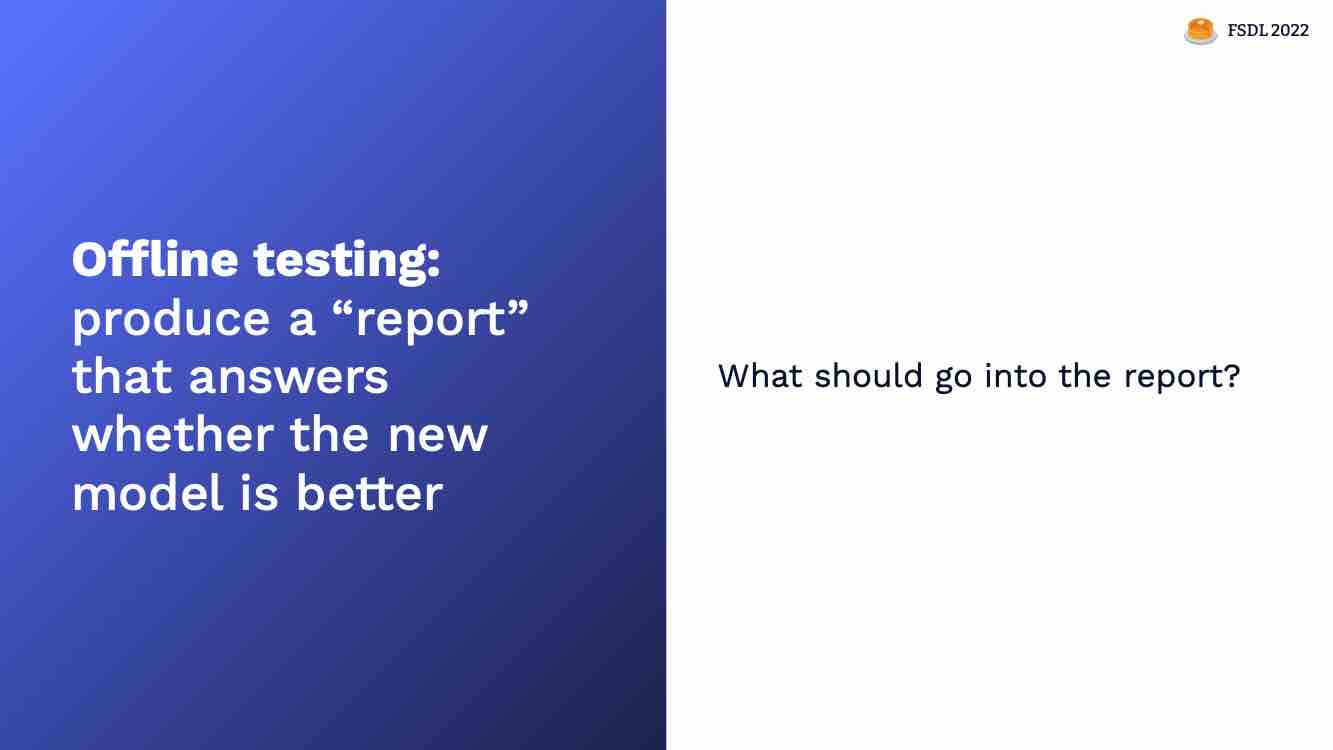 FSDL 2022
Offline testing:
produce a “report”
that answers
whether the new
model is better
What should go into the report?